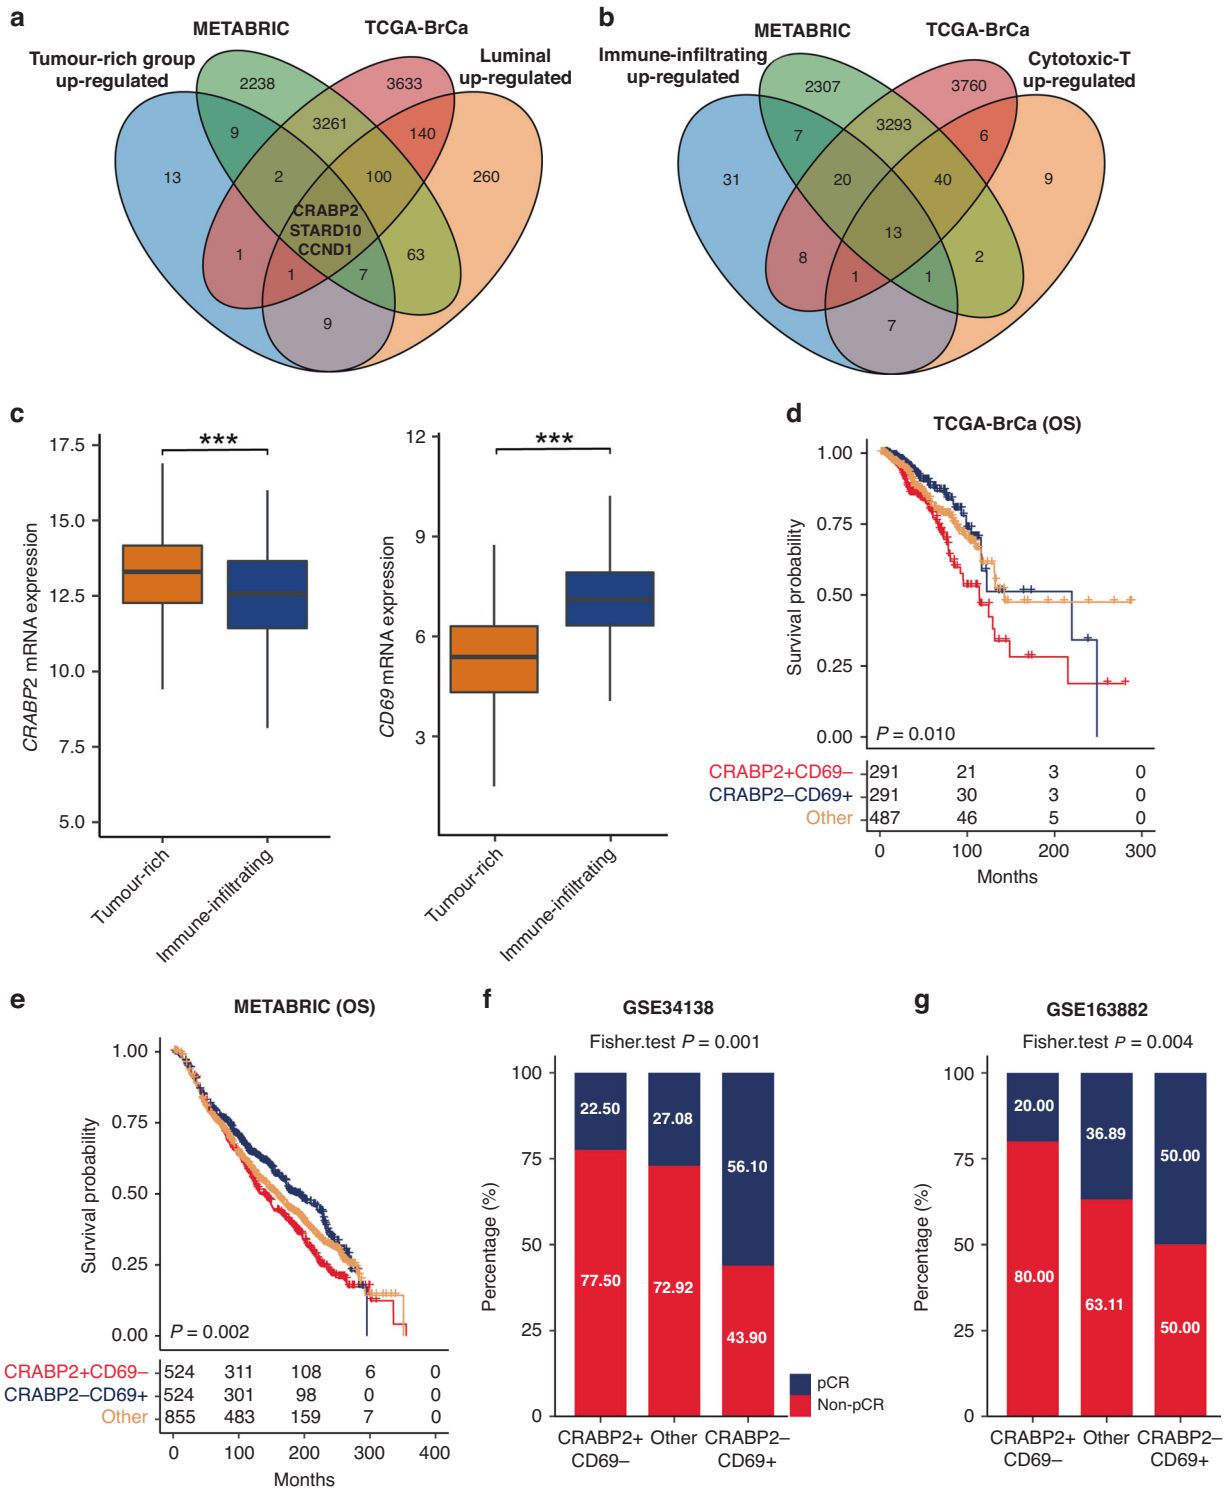 a
METABRIC
TCGA-BrCa
Tumour-rich group
up-regulated
Luminal
up-regulated
2238
3633
9
3261
140
13
2
100
260
CRABP2
STARD10
CCND1
1
1
7
63
9
b
METABRIC
TCGA-BrCa
Immune-infiltrating
up-regulated
Cytotoxic-T
up-regulated
2307
3760
7
3293
6
31
20
40
9
13
8
1
1
2
7
c
17.5
15.0
12.5
10.0
7.5
5.0
CRABP2 mRNA expression
***
Tumour-rich
Immune-infiltrating
12
9
6
3
CD69 mRNA expression
***
Tumour-rich
Immune-infiltrating
d
TCGA-BrCa (OS)
1.00
0.75
0.50
0.25
0.00
Survival probability
P = 0.010
CRABP2+CD69– 291 21 3 0
CRABP2–CD69+ 291 30 3 0
Other 487 46 5 0
0 100 200 300
Months
e
METABRIC (OS)
1.00
0.75
0.50
0.25
0.00
Survival probability
P = 0.002
CRABP2+CD69– 524 311 108 6 0
CRABP2–CD69+ 524 301 98 0 0
Other 855 483 159 7 0
0 100 200 300 400
Months
f
GSE34138
Fisher.test P = 0.001
100
75
50
25
0
Percentage (%)
22.50
27.08
56.10
77.50
72.92
43.90
CRABP2+
CD69–
Other
CRABP2–
CD69+
pCR
Non-pCR
g
GSE163882
Fisher.test P = 0.004
100
75
50
25
0
Percentage (%)
20.00
36.89
50.00
80.00
63.11
50.00
CRABP2+
CD69–
Other
CRABP2–
CD69+